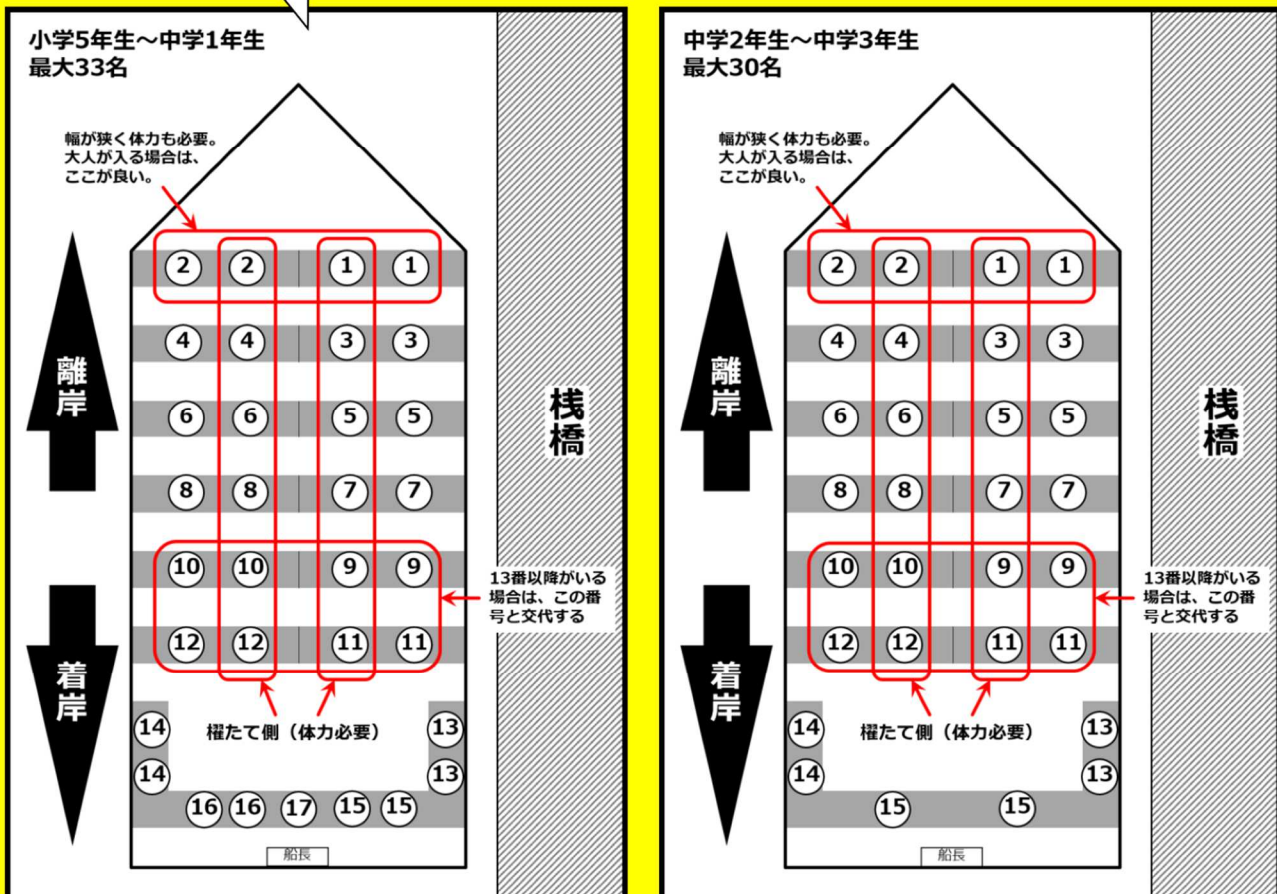 小学5年生～中学1年生
最大33名
幅が狭く体力も必要。
大人が入る場合は、
ここが良い。
2 2 1 1
4 4 3 3
離岸
6 6 5 5
桟橋
8 8 7 7
10 10 9 9
13番以降がいる
場合は、この番
号と交代する
12 12 11 11
着岸
14 櫂たて側（体力必要） 13
14 13
16 16 17 15 15
船長
中学2年生～中学3年生
最大30名
幅が狭く体力も必要。
大人が入る場合は、
ここが良い。
2 2 1 1
4 4 3 3
離岸
6 6 5 5
桟橋
8 8 7 7
10 10 9 9
13番以降がいる
場合は、この番
号と交代する
12 12 11 11
着岸
14 櫂たて側（体力必要） 13
14 13
15 15
船長